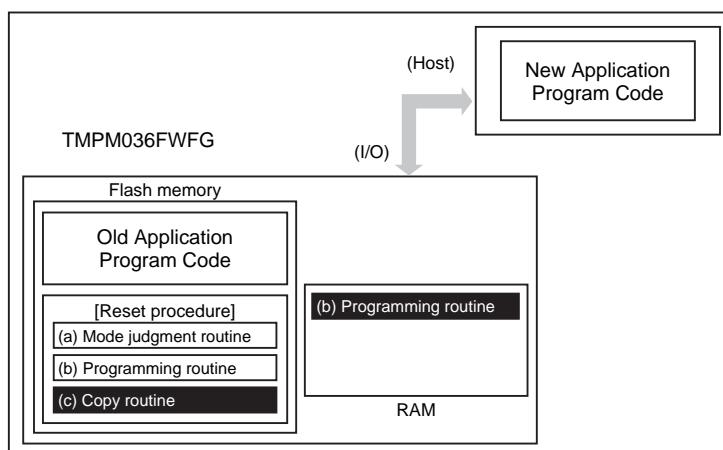 (Host)
New Application
Program Code
TMPM036FWFG
(I/O)
Flash memory
Old Application
Program Code
[Reset procedure]
(a) Mode judgment routine
(b) Programming routine
(c) Copy routine
(b) Programming routine
RAM